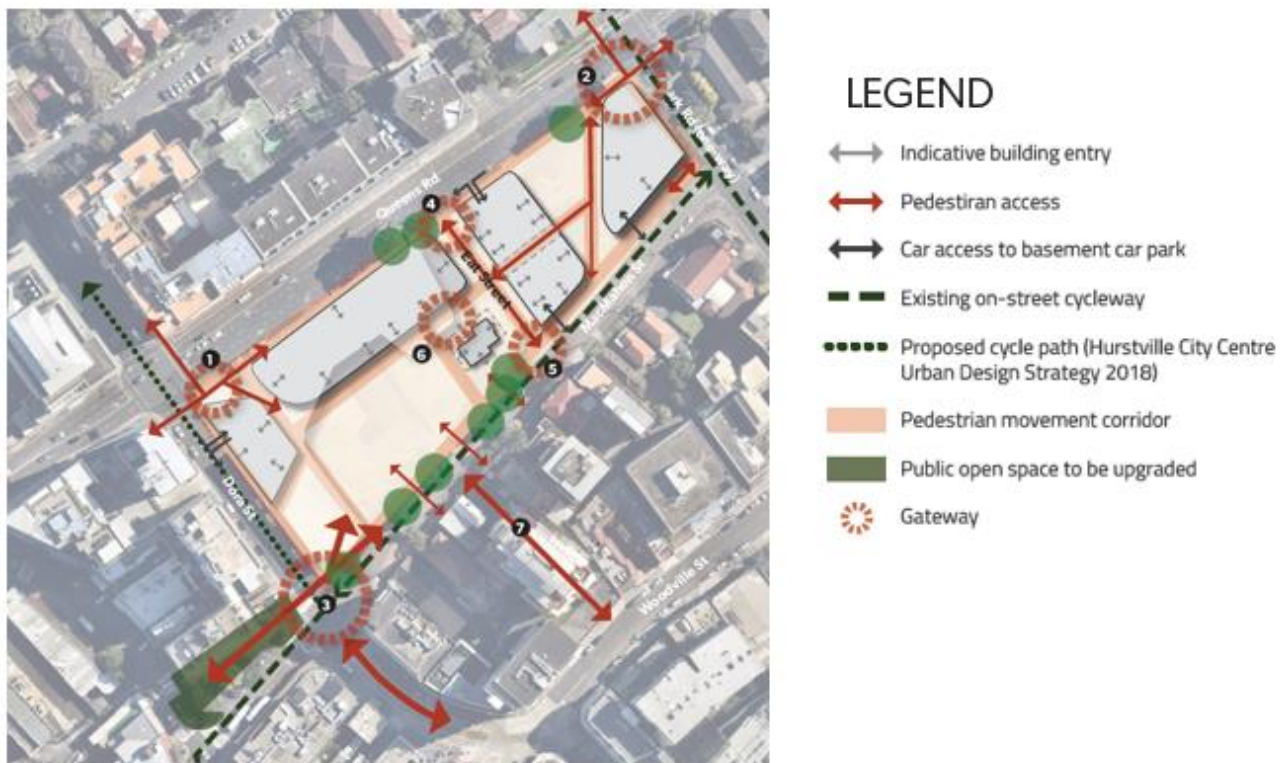 2
Queens Rd
4
Eat Street
1
6
5
Dora St
7
Woodville St
3
LEGEND
Indicative building entry
Pedestiran access
Car access to basement car park
Existing on-street cycleway
Proposed cycle path (Hurstville City Centre
Urban Design Strategy 2018)
Pedestrian movement corridor
Public open space to be upgraded
Gateway